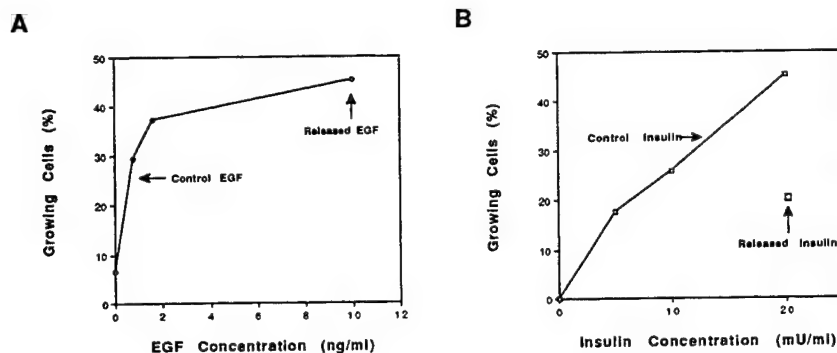 A
Growing Cells (%)
50
40
30
20
10
0
0 2 4 6 8 10 12
EGF Concentration (ng/ml)
Control EGF
Released EGF
B
Growing Cells (%)
50
40
30
20
10
0
0 10 20
Insulin Concentration (mU/ml)
Control Insulin
Released Insulin